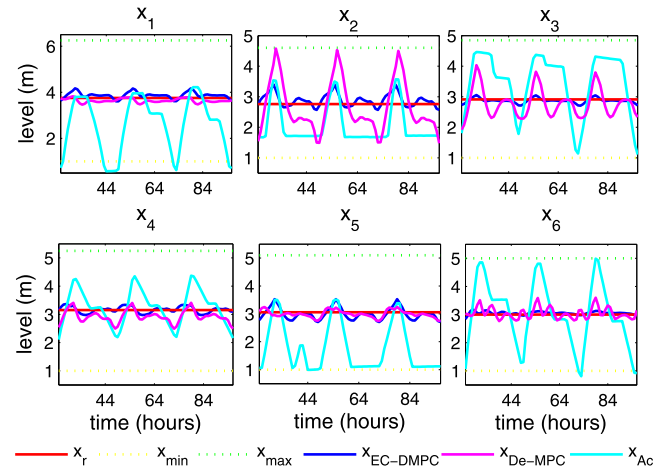 x1 x2 x3
level (m)
6 4 2
44 64 84
5 4 3 2 1
44 64 84
5 4 3 2 1
44 64 84
x4 x5 x6
level (m)
5 4 3 2 1
44 64 84
5 4 3 2 1
44 64 84
5 4 3 2 1
44 64 84
time (hours) time (hours) time (hours)
xr xmin xmax xEC−DMPC xDe−MPC xAc